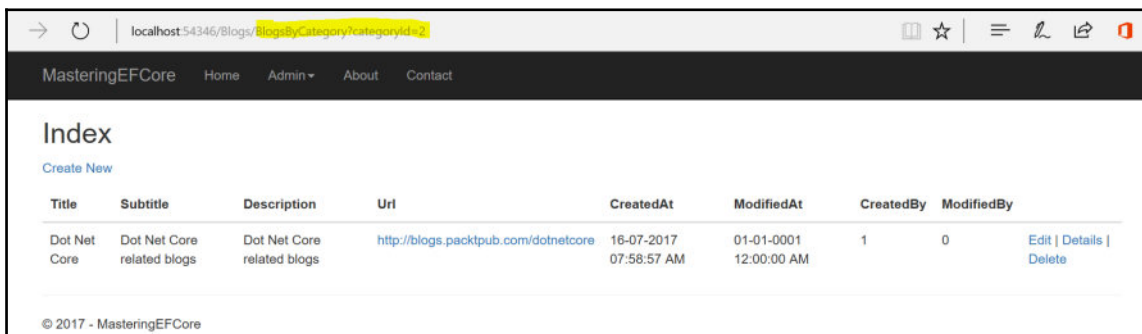 localhost:54346/Blogs/BlogsByCategory?categoryId=2
MasteringEFCore Home Admin About Contact
Index
Create New
Title Subtitle Description Url CreatedAt ModifiedAt CreatedBy ModifiedBy
Dot Net Dot Net Core Dot Net Core http://blogs.packtpub.com/dotnetcore 16-07-2017 01-01-0001 1 0 Edit | Details |
Core related blogs related blogs 07:58:57 AM 12:00:00 AM Delete
© 2017 - MasteringEFCore